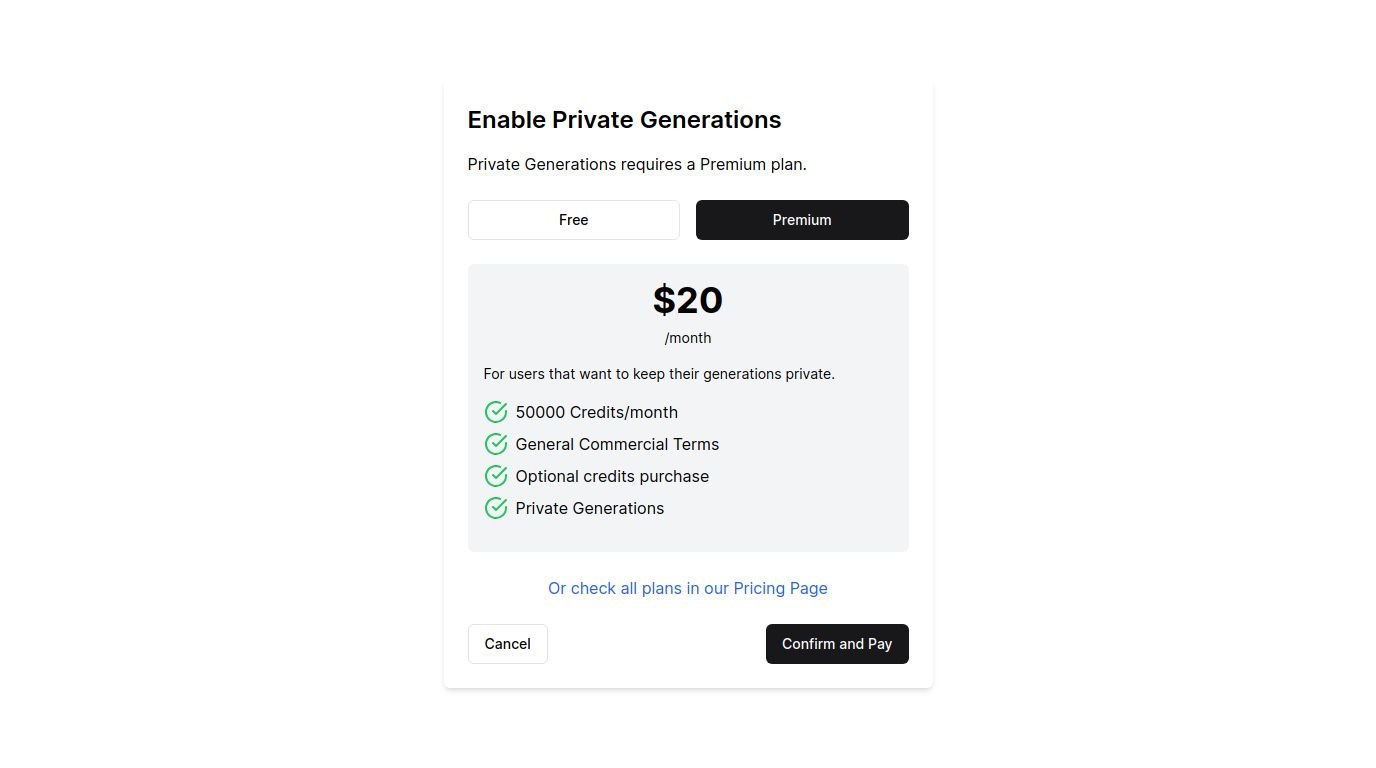 Enable Private Generations
Private Generations requires a Premium plan.
Free
Premium
$20
/month
For users that want to keep their generations private.
50000 Credits/month
General Commercial Terms
Optional credits purchase
Private Generations
Or check all plans in our Pricing Page
Cancel
Confirm and Pay